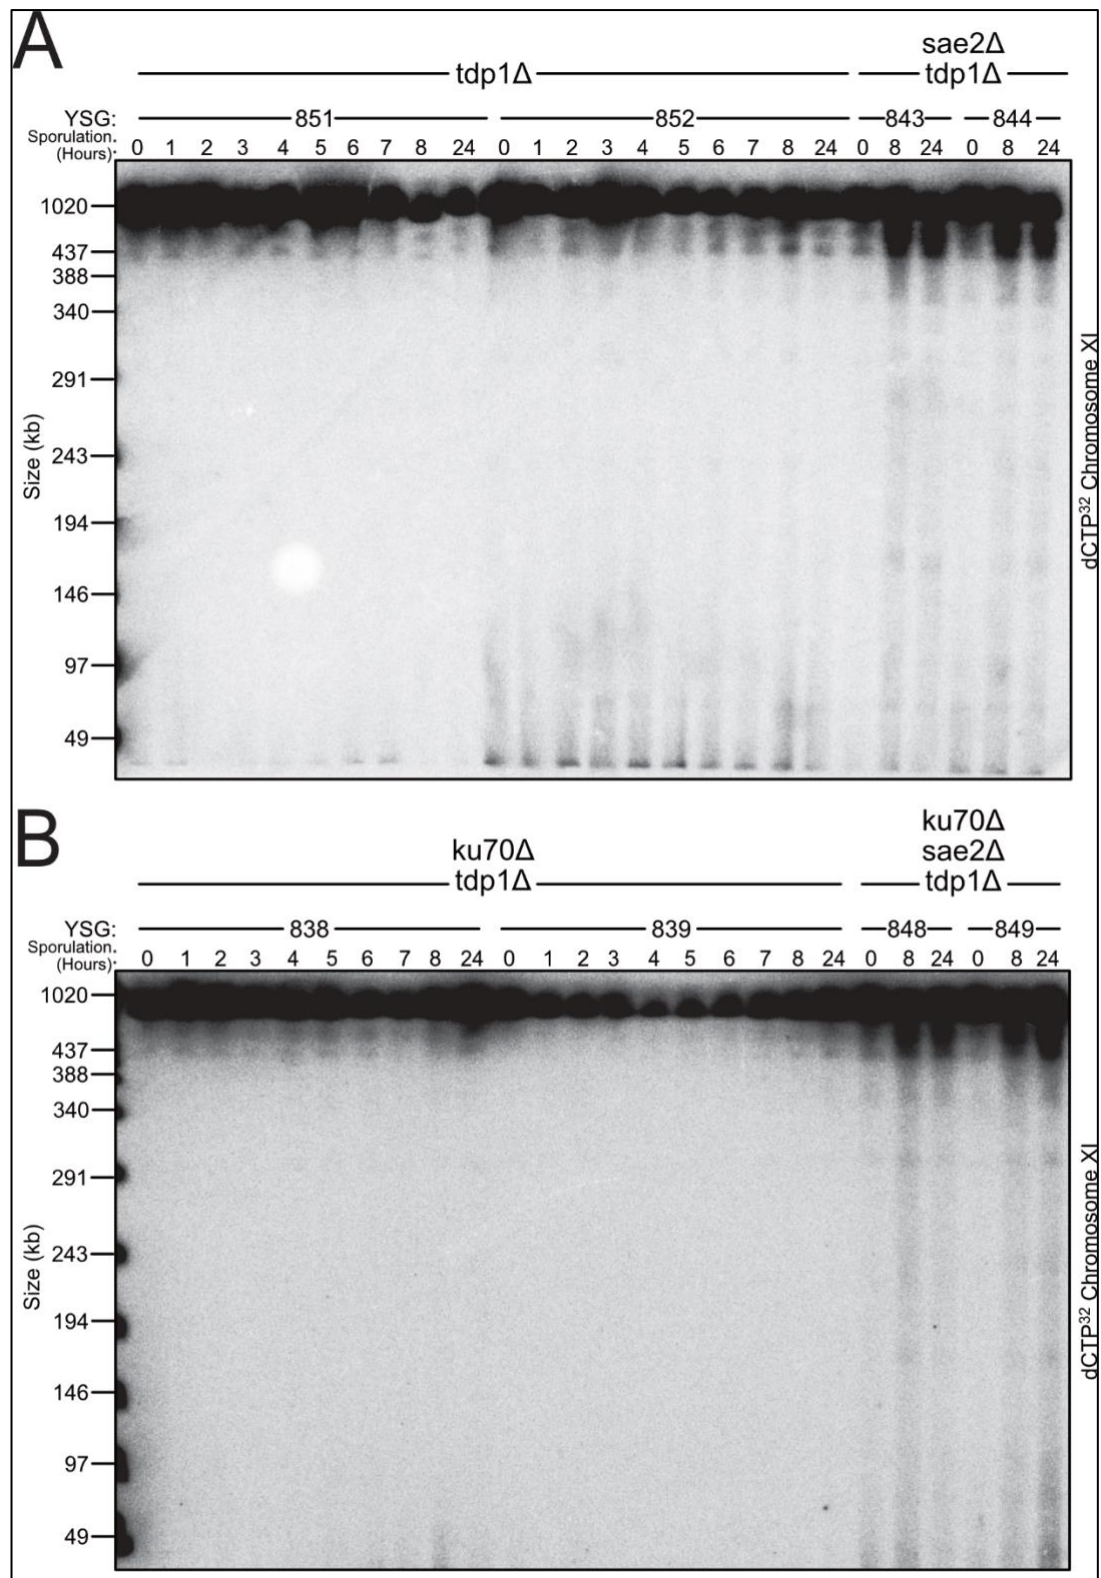 A
sae2Δ
tdp1Δ tdp1Δ
YSG: 851 852 843 844
Sporulation.
(Hours): 0 1 2 3 4 5 6 7 8 24 0 1 2 3 4 5 6 7 8 24 0 8 24 0 8 24
1020
437
388
340
291
243
194
146
97
49
Size (kb)
dCTP³² Chromosome XI
B
ku70Δ
ku70Δ sae2Δ
tdp1Δ tdp1Δ
YSG: 838 839 848 849
Sporulation.
(Hours): 0 1 2 3 4 5 6 7 8 24 0 1 2 3 4 5 6 7 8 24 0 8 24 0 8 24
1020
437
388
340
291
243
194
146
97
49
Size (kb)
dCTP³² Chromosome XI